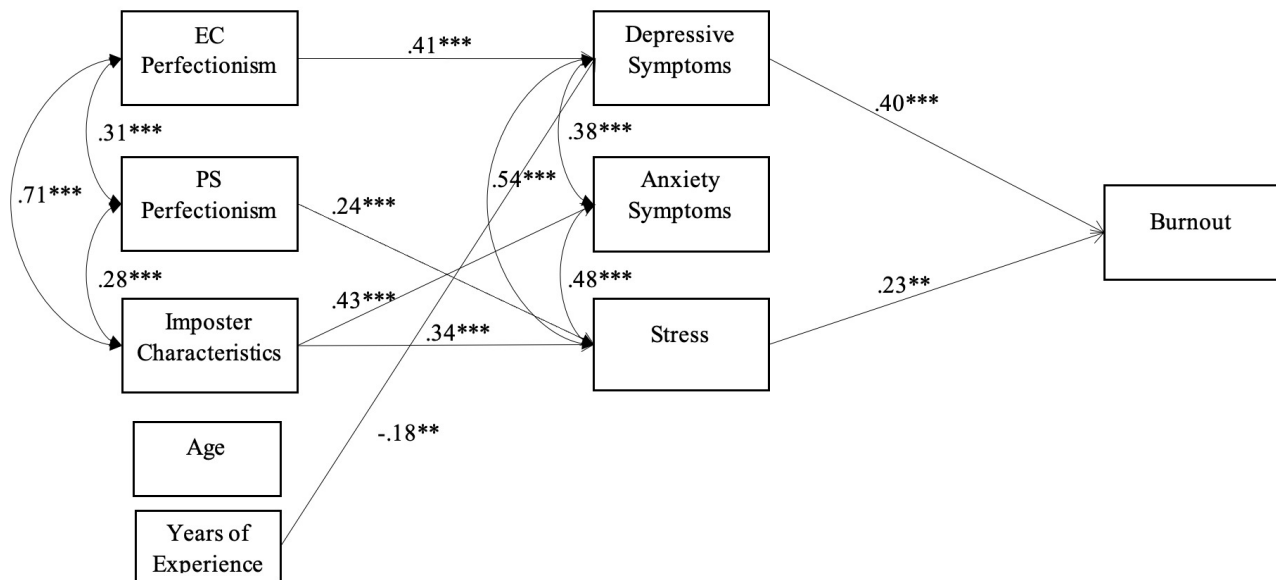 EC
Perfectionism
.41***
Depressive
Symptoms
.40***
.31***
.38***
.71***
PS
Perfectionism
.24***
.54***
Anxiety
Symptoms
Burnout
.28***
.43***
.48***
.23**
Imposter
Characteristics
.34***
Stress
-.18**
Age
Years of
Experience